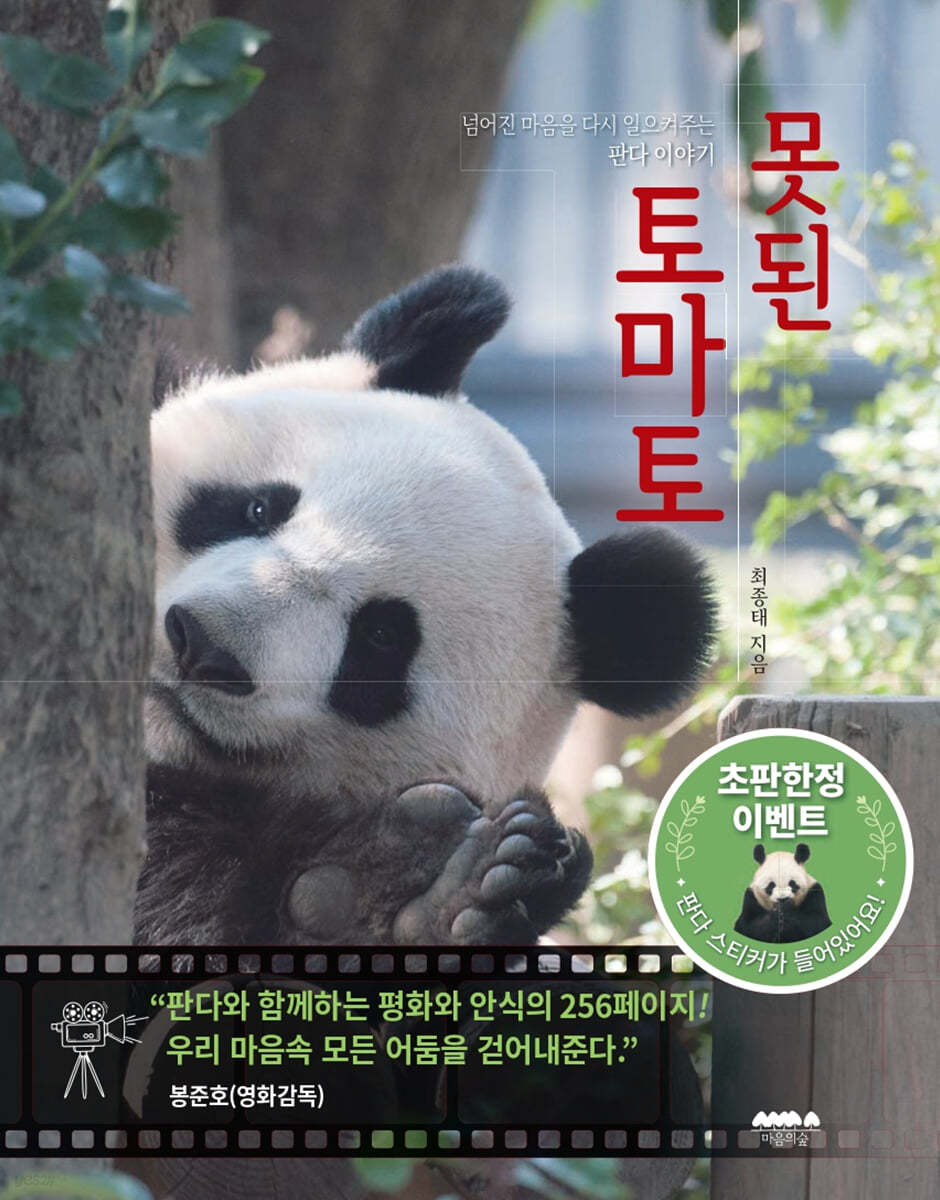 넘어진 마음을 다시 일으켜주는
판다 이야기
못된
토마토
최종태 지음
초판한정
이벤트
판다 스티커가 들어있어요!
“판다와 함께하는 평화와 안식의 256페이지!
우리 마음속 모든 어둠을 걷어내준다.”
봉준호(영화감독)
마음의숲